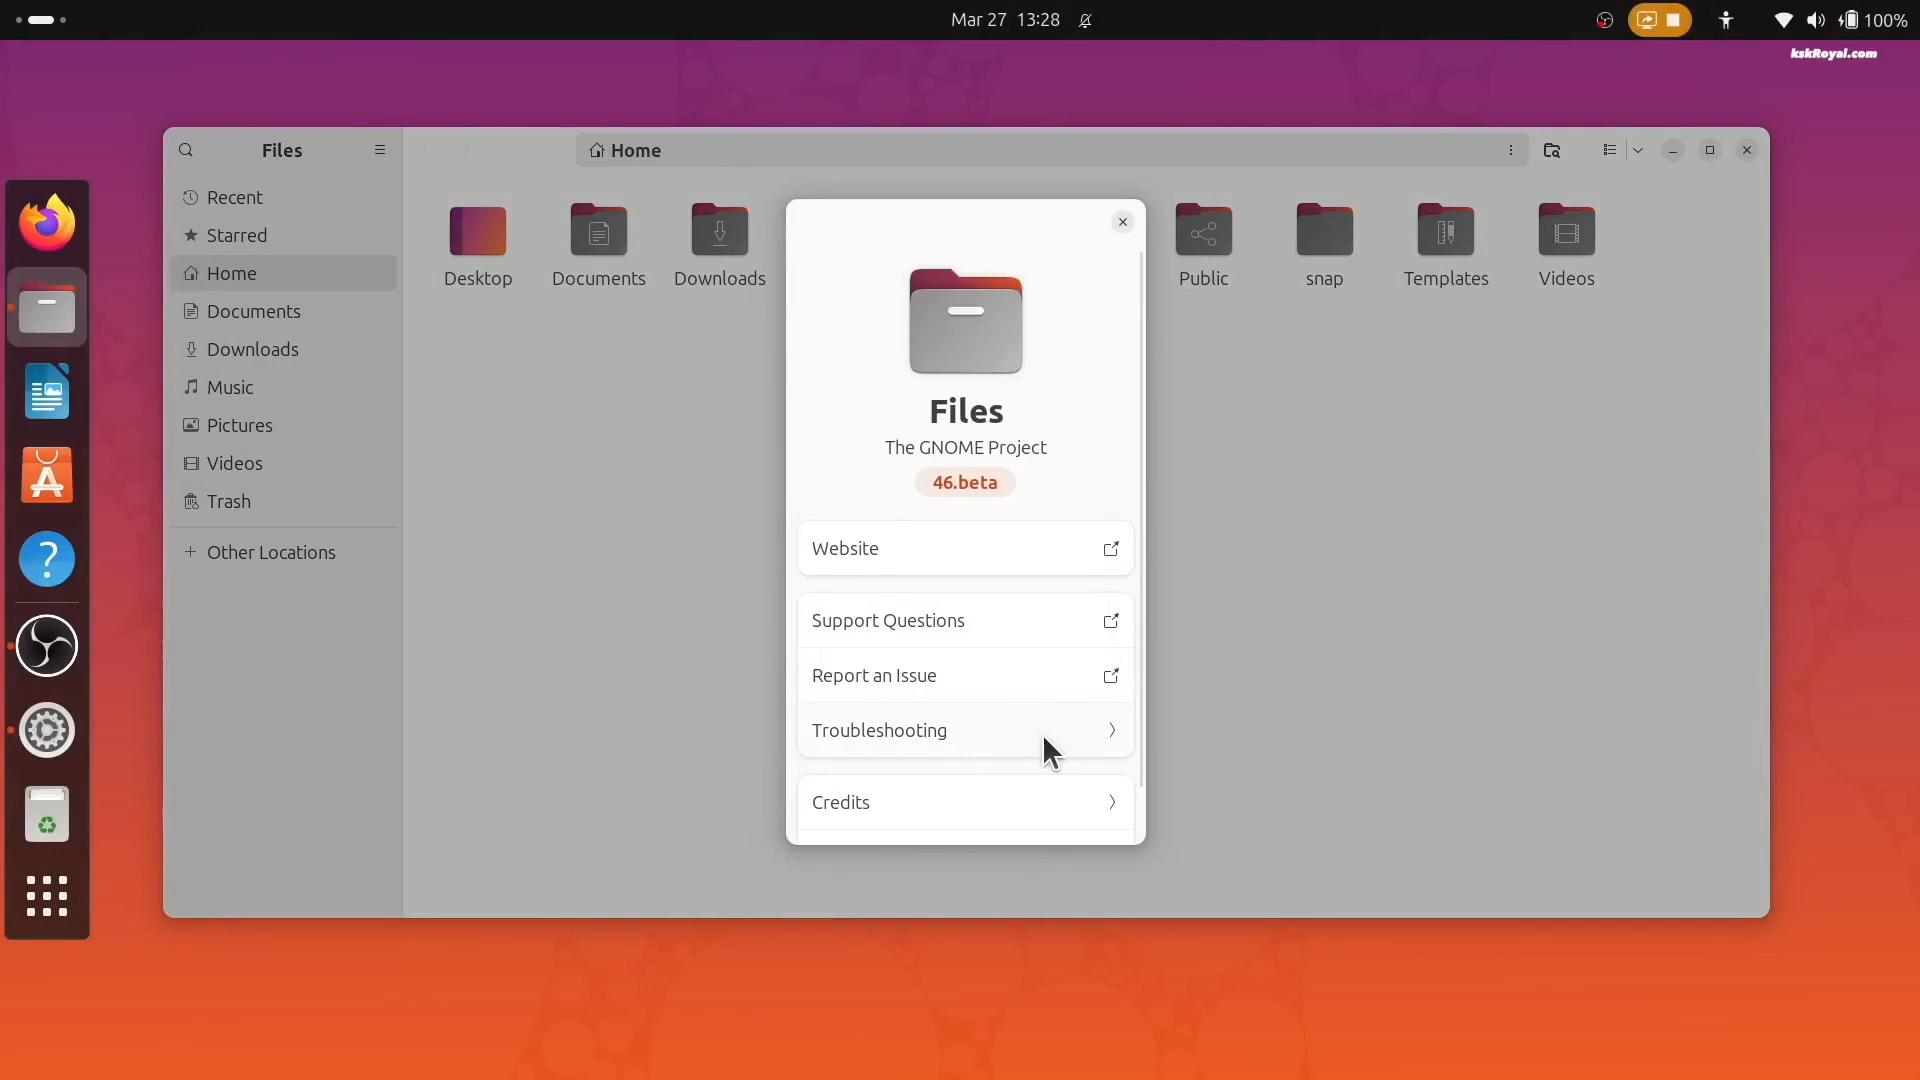 Mar 27 13:28
100%
kskRoyal.com
Files
Home
Recent
Starred
Home
Documents
Downloads
Music
Pictures
Videos
Trash
Other Locations
Desktop
Documents
Downloads
Public
snap
Templates
Videos
Files
The GNOME Project
46.beta
Website
Support Questions
Report an Issue
Troubleshooting
Credits